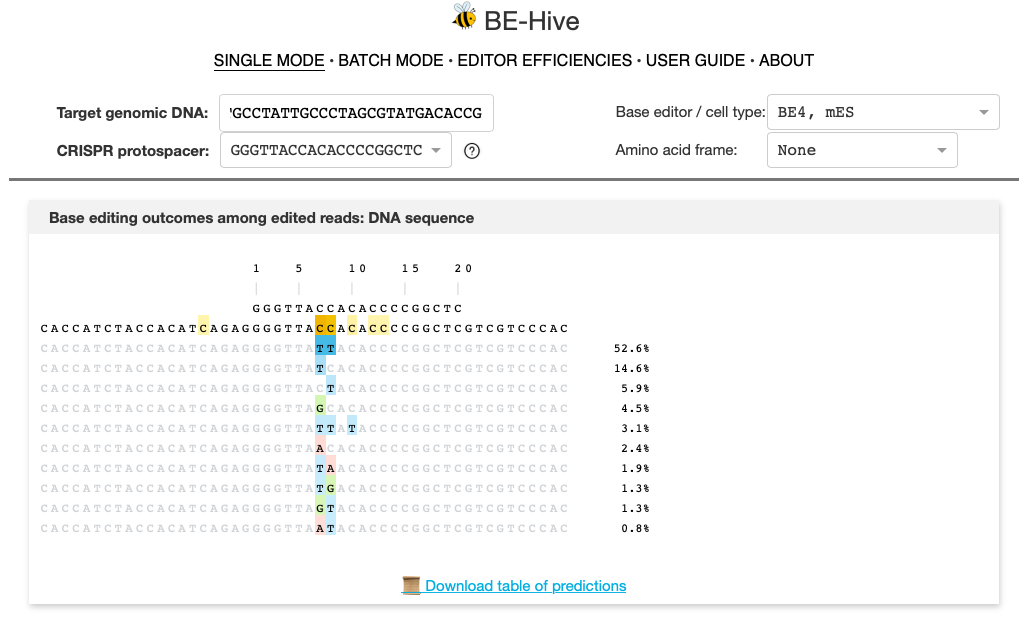 BE-Hive
SINGLE MODE · BATCH MODE · EDITOR EFFICIENCIES · USER GUIDE · ABOUT
Target genomic DNA: GCCTATTGCCCTAGCGTATGACACCG
Base editor / cell type: BE4, mES
CRISPR protospacer: GGGTTACCACACCCCGGCTC ?
Amino acid frame: None
Base editing outcomes among edited reads: DNA sequence
1 5 10 15 20
GGGTTACCACACCCCGGCTC
CACCATCTACCACATCAGAGGGGTTACCACACCCCGGCTCGTCGTCCCAC
CACCATCTACCACATCAGAGGGGTTATTACACCCCGGCTCGTCGTCCCAC 52.6%
CACCATCTACCACATCAGAGGGGTTATCACACCCCGGCTCGTCGTCCCAC 14.6%
CACCATCTACCACATCAGAGGGGTTACTACACCCCGGCTCGTCGTCCCAC 5.9%
CACCATCTACCACATCAGAGGGGTTAGCACACCCCGGCTCGTCGTCCCAC 4.5%
CACCATCTACCACATCAGAGGGGTTATTATACCCCGGCTCGTCGTCCCAC 3.1%
CACCATCTACCACATCAGAGGGGTTAACACACCCCGGCTCGTCGTCCCAC 2.4%
CACCATCTACCACATCAGAGGGGTTATAACACCCCGGCTCGTCGTCCCAC 1.9%
CACCATCTACCACATCAGAGGGGTTATGACACCCCGGCTCGTCGTCCCAC 1.3%
CACCATCTACCACATCAGAGGGGTTAGTACACCCCGGCTCGTCGTCCCAC 1.3%
CACCATCTACCACATCAGAGGGGTTAATACACCCCGGCTCGTCGTCCCAC 0.8%
Download table of predictions